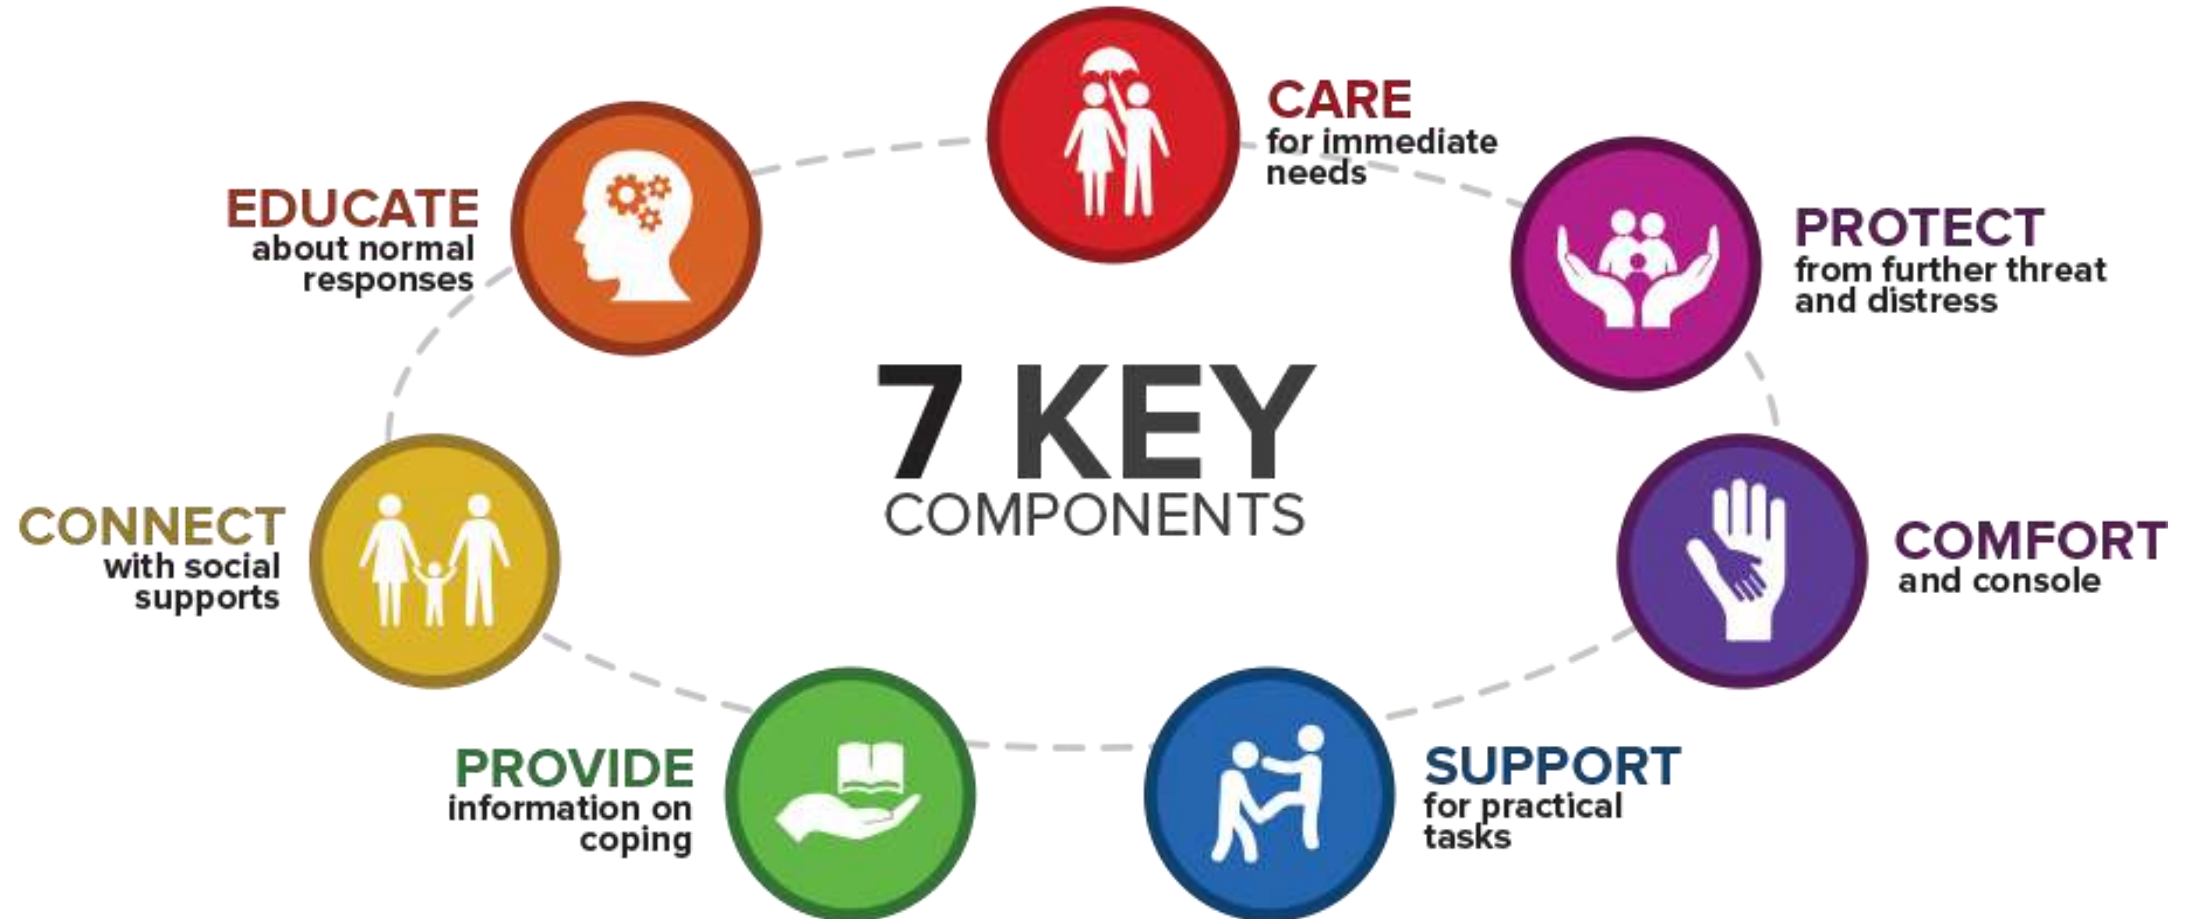 CARE
for immediate
needs
PROTECT
from further threat
and distress
COMFORT
and console
SUPPORT
for practical
tasks
PROVIDE
information on
coping
CONNECT
with social
supports
EDUCATE
about normal
responses
7 KEY
COMPONENTS